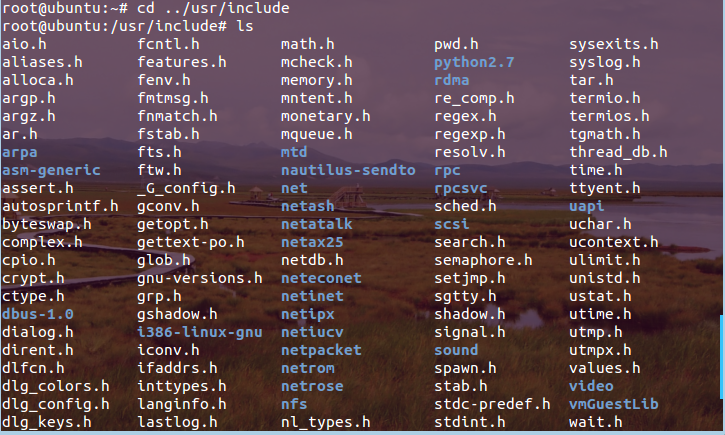 root@ubuntu:~# cd ../usr/include
root@ubuntu:/usr/include# ls
aio.h fcntl.h math.h pwd.h sysexits.h
aliases.h features.h mcheck.h python2.7 syslog.h
alloca.h fenv.h memory.h rdma tar.h
argp.h fmtmsg.h mntent.h re_comp.h termio.h
argz.h fnmatch.h monetary.h regex.h termios.h
ar.h fstab.h mqueue.h regexp.h tgmath.h
arpa fts.h mtd resolv.h thread_db.h
asm-generic ftw.h nautilus-sendto rpc time.h
assert.h _G_config.h net rpcsvc ttyent.h
autosprintf.h gconv.h netash sched.h uapi
byteswap.h getopt.h netatalk scsi uchar.h
complex.h gettext-po.h netax25 search.h ucontext.h
cpio.h glob.h netdb.h semaphore.h ulimit.h
crypt.h gnu-versions.h neteconet setjmp.h unistd.h
ctype.h grp.h netinet sgtty.h ustat.h
dbus-1.0 gshadow.h netipx shadow.h utime.h
dialog.h i386-linux-gnu netiucv signal.h utmp.h
dirent.h iconv.h netpacket sound utmpx.h
dlfcn.h ifaddrs.h netrom spawn.h values.h
dlg_colors.h inttypes.h netrose stab.h video
dlg_config.h langinfo.h nfs stdc-predef.h vmGuestLib
dlg_keys.h lastlog.h nl_types.h stdint.h wait.h